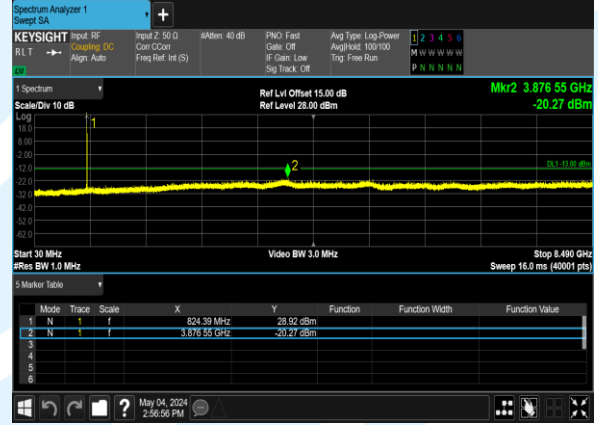 Spectrum Analyzer 1
Swept SA
+
KEYSIGHT Input: RF Input Z: 50 Ω #Atten: 40 dB PNO: Fast Avg Type: Log-Power 1 2 3 4 5 6
RLT Coupling: DC Corr CCorr Gate: Off Avg|Hold: 100/100 M W W W W W
Align: Auto Freq Ref: Int (S) IF Gain: Low Trig: Free Run P N N N N N
Sig Track: Off
LW
1 Spectrum Ref Lvl Offset 15.00 dB Mkr2 3.876 55 GHz
Scale/Div 10 dB Ref Level 28.00 dBm -20.27 dBm
Log
18.0
8.00
-2.00
-12.0
-22.0
-32.0
-42.0
-52.0
-62.0
1
2
DL1 -13.00 dBm
Start 30 MHz Video BW 3.0 MHz Stop 8.490 GHz
#Res BW 1.0 MHz Sweep 16.0 ms (40001 pts)
5 Marker Table
Mode Trace Scale X Y Function Function Width Function Value
1 N 1 f 824.39 MHz 28.92 dBm
2 N 1 f 3.876 55 GHz -20.27 dBm
3
4
5
6
?
May 04, 2024
2:56:56 PM